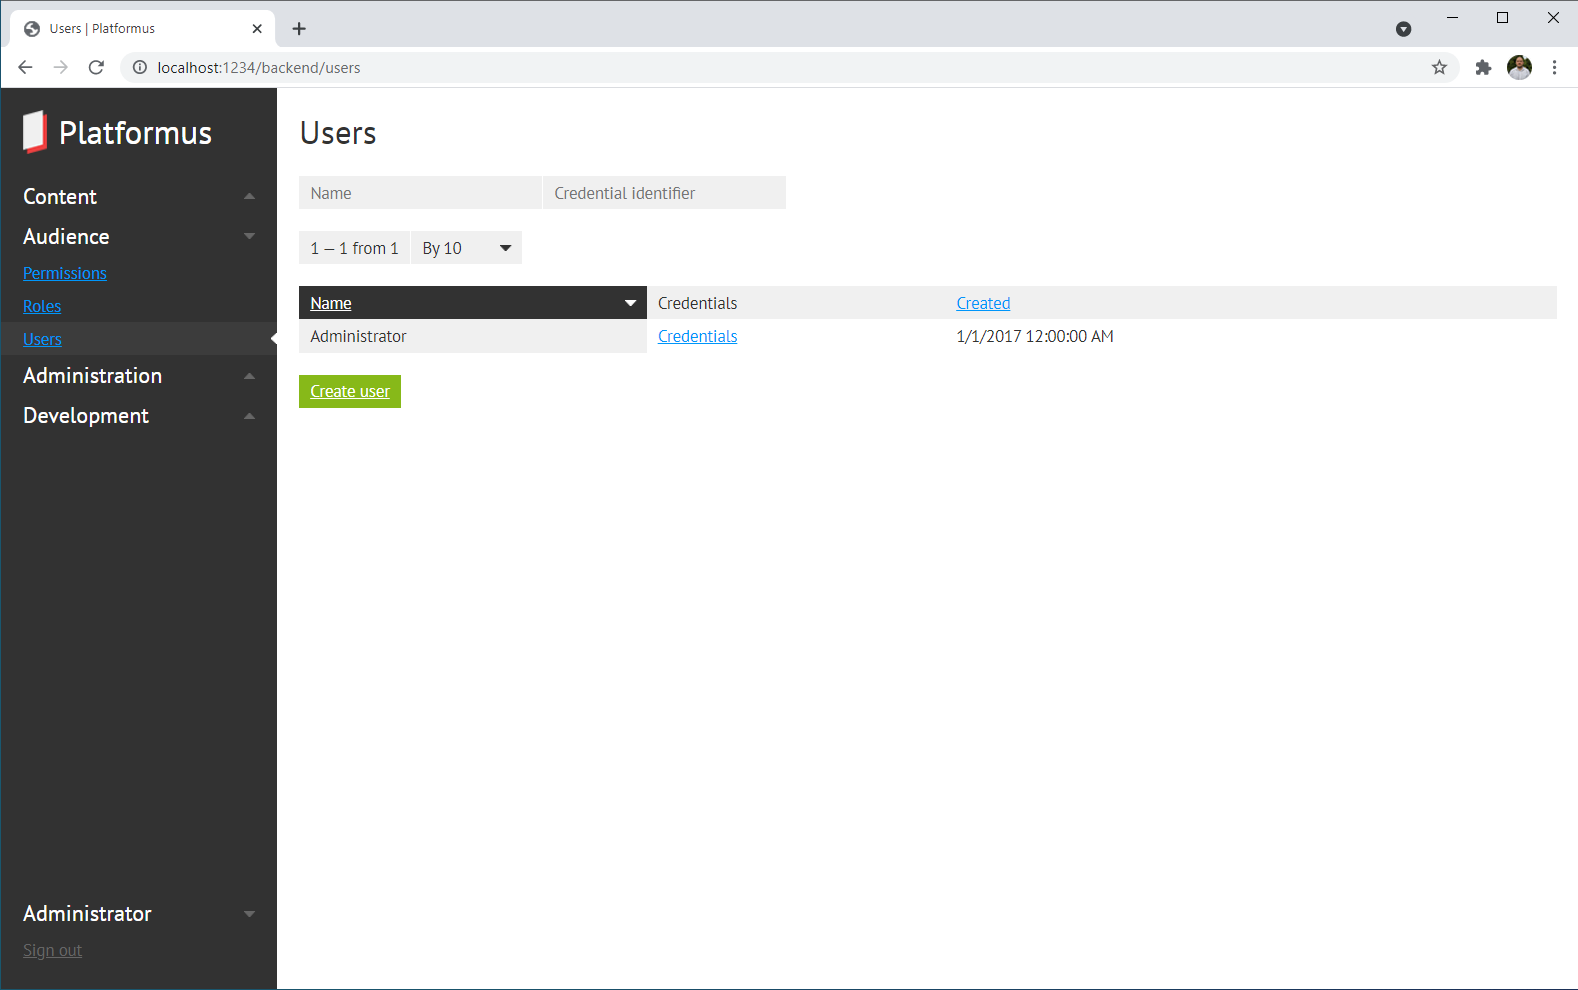 Users | Platformus
localhost:1234/backend/users
Platformus
Content
Audience
Permissions
Roles
Users
Administration
Development
Administrator
Sign out
Users
Name Credential identifier
1 — 1 from 1 By 10
Name Credentials Created
Administrator Credentials 1/1/2017 12:00:00 AM
Create user